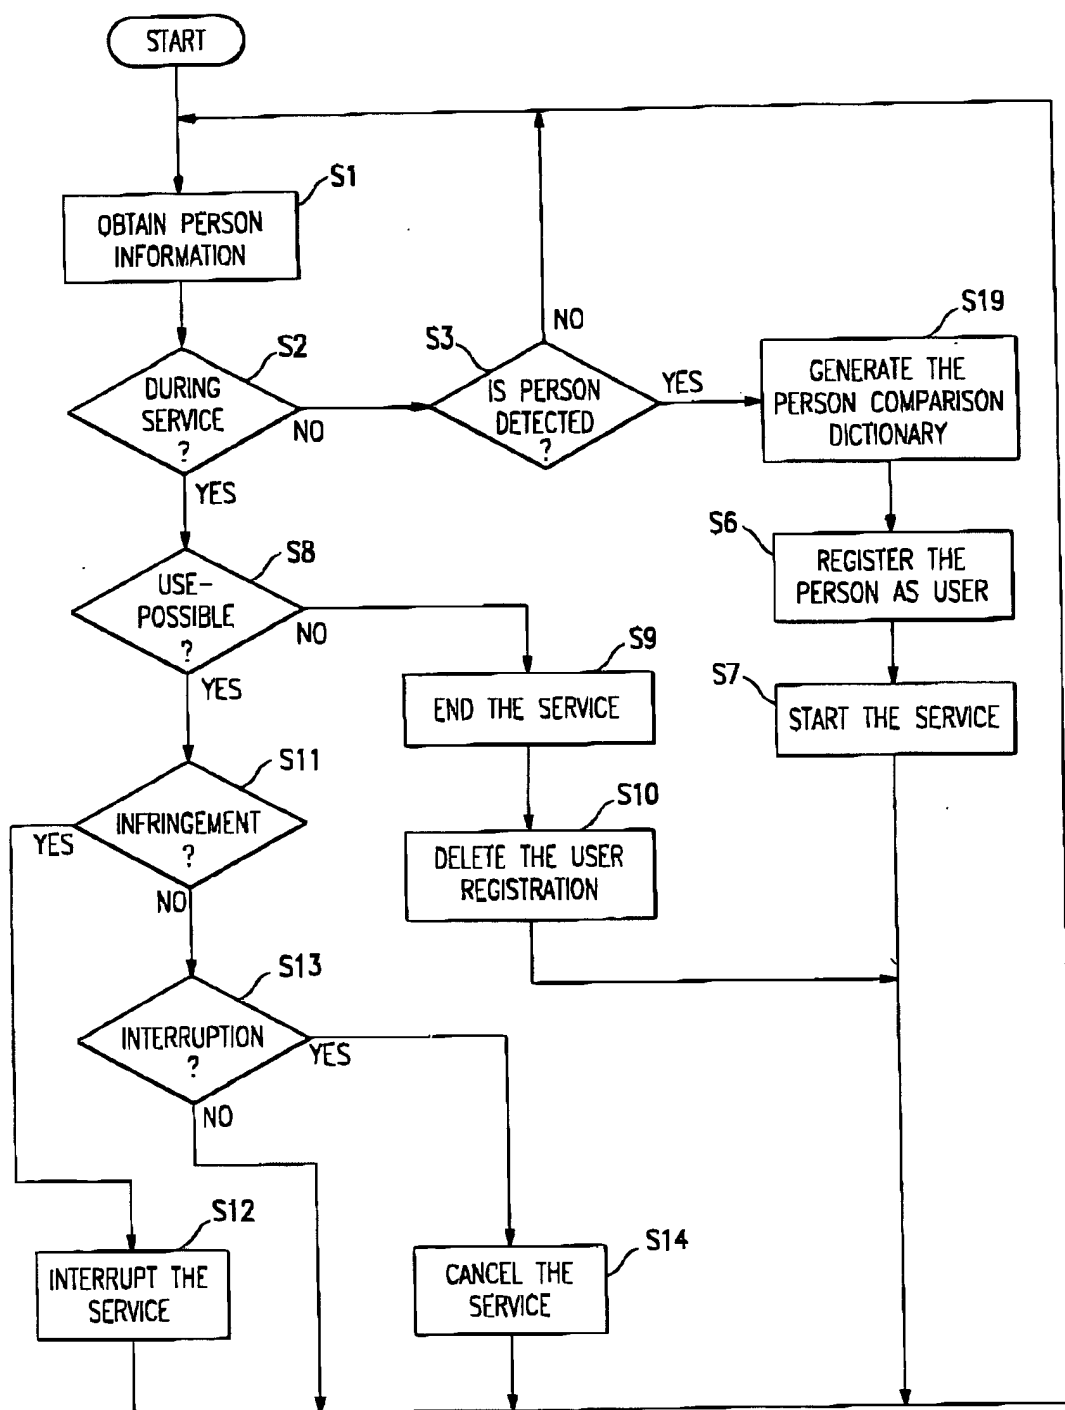 START
S1
OBTAIN PERSON
INFORMATION
S2
DURING
SERVICE
?
NO
YES
S3
IS PERSON
DETECTED
?
NO
YES
S19
GENERATE THE
PERSON COMPARISON
DICTIONARY
S6
REGISTER THE
PERSON AS USER
S7
START THE SERVICE
S8
USE-
POSSIBLE
?
NO
YES
S9
END THE SERVICE
S10
DELETE THE USER
REGISTRATION
S11
INFRINGEMENT
?
YES
NO
S13
INTERRUPTION
?
YES
NO
S12
INTERRUPT THE
SERVICE
S14
CANCEL THE
SERVICE